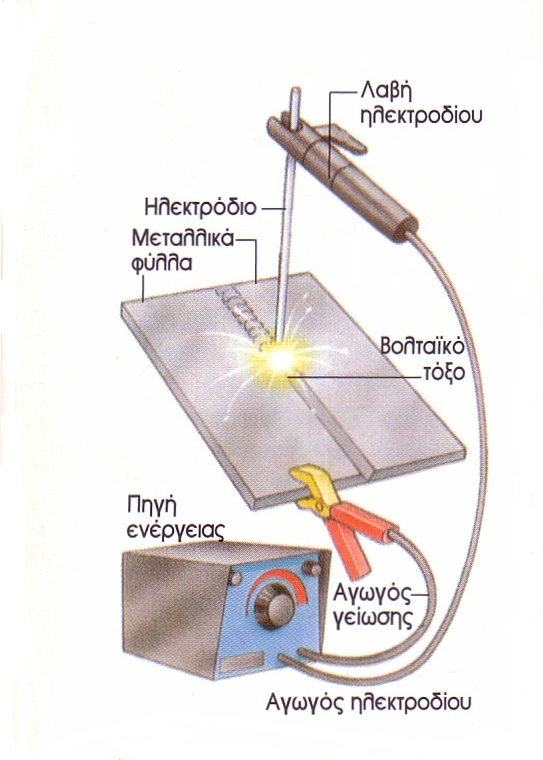 Λαβή
ηλεκτροδίου
Ηλεκτρόδιο
Μεταλλικά
φύλλα
Βολταϊκό
τόξο
Πηγή
ενέργειας
Αγωγός
γείωσης
Αγωγός ηλεκτροδίου